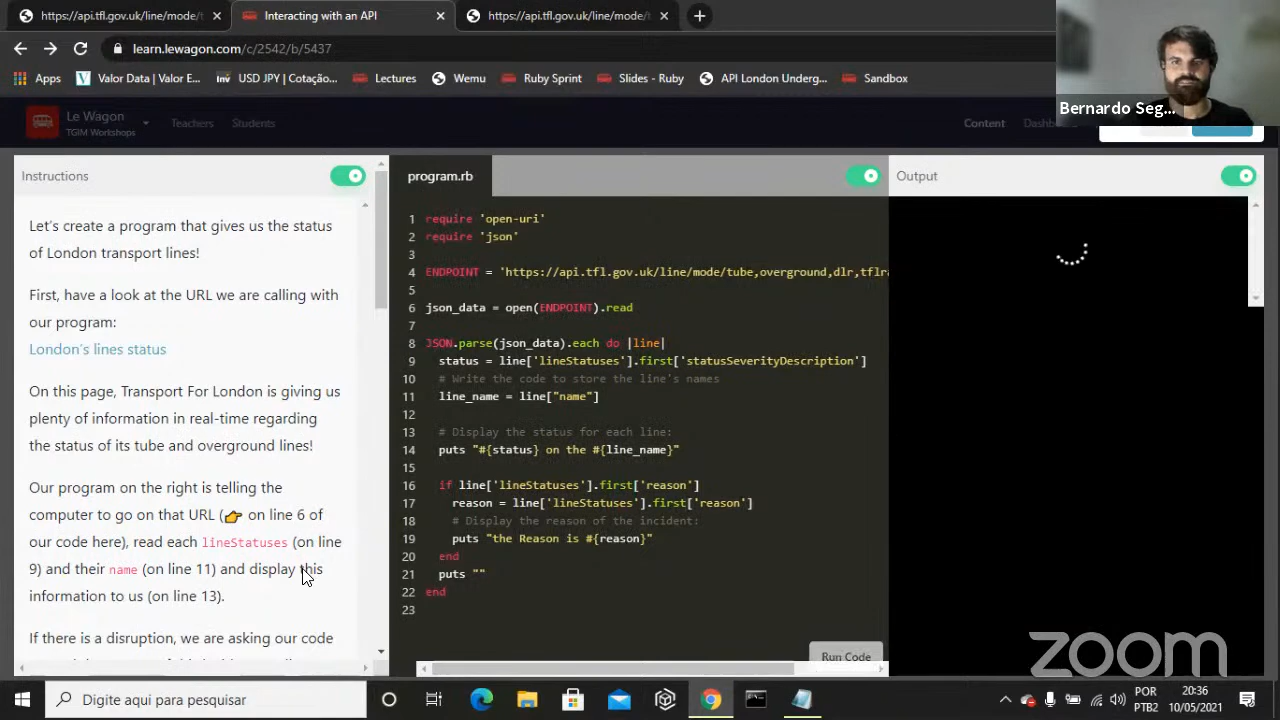 https://api.tfl.gov.uk/line/mode/t
Interacting with an API
https://api.tfl.gov.uk/line/mode/t
learn.lewagon.com/c/2542/b/5437
Apps
Valor Data | Valor E...
USD JPY | Cotação...
Lectures
Wemu
Ruby Sprint
Slides - Ruby
API London Underg...
Sandbox
Bernardo Seg...
Le Wagon
TGIM Workshops
Teachers
Students
Content
Instructions
program.rb
Output
Let's create a program that gives us the status
of London transport lines!
First, have a look at the URL we are calling with
our program:
London's lines status
On this page, Transport For London is giving us
plenty of information in real-time regarding
the status of its tube and overground lines!
Our program on the right is telling the
computer to go on that URL (👉 on line 6 of
our code here), read each lineStatuses (on line
9) and their name (on line 11) and display this
information to us (on line 13).
If there is a disruption, we are asking our code
1 require 'open-uri'
2 require 'json'
3
4 ENDPOINT = 'https://api.tfl.gov.uk/line/mode/tube,overground,dlr,tflra
5
6 json_data = open(ENDPOINT).read
7
8 JSON.parse(json_data).each do |line|
9 status = line['lineStatuses'].first['statusSeverityDescription']
10 # Write the code to store the line's names
11 line_name = line["name"]
12
13 # Display the status for each line:
14 puts "#{status} on the #{line_name}"
15
16 if line['lineStatuses'].first['reason']
17 reason = line['lineStatuses'].first['reason']
18 # Display the reason of the incident:
19 puts "the Reason is #{reason}"
20 end
21 puts ""
22 end
23
Run Code
zoom
Digite aqui para pesquisar
POR
PTB2
20:36
10/05/2021